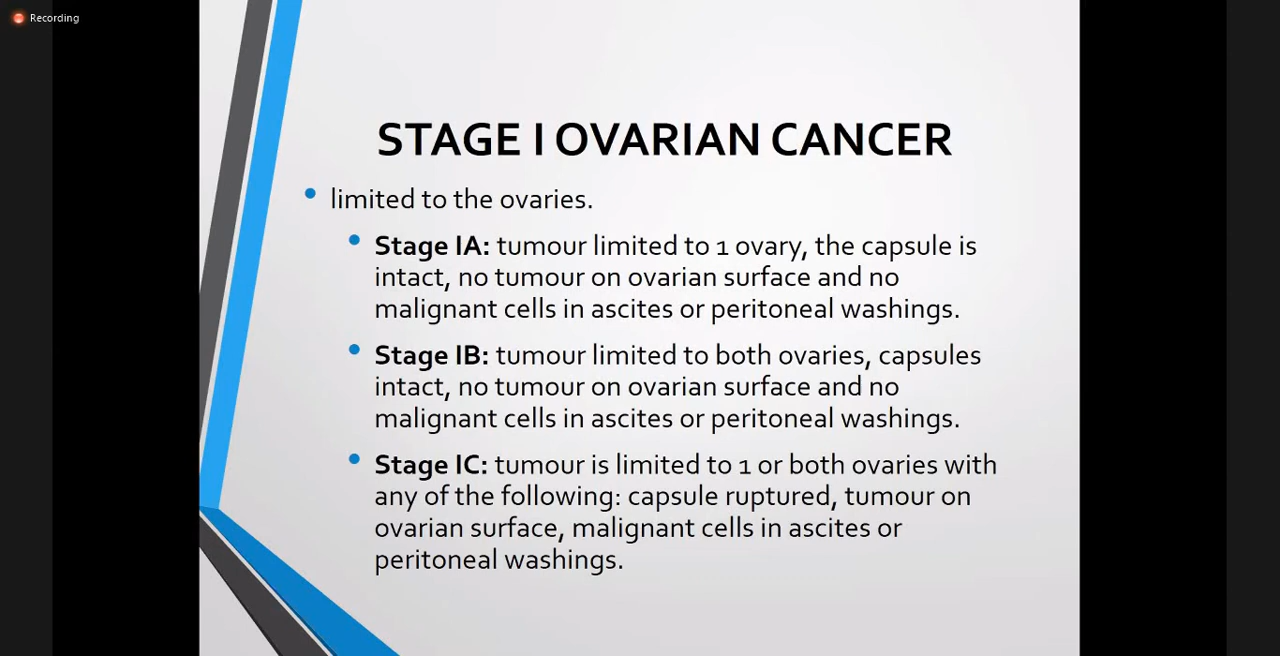 Recording
STAGE I OVARIAN CANCER
• limited to the ovaries.
• Stage IA: tumour limited to 1 ovary, the capsule is
intact, no tumour on ovarian surface and no
malignant cells in ascites or peritoneal washings.
• Stage IB: tumour limited to both ovaries, capsules
intact, no tumour on ovarian surface and no
malignant cells in ascites or peritoneal washings.
• Stage IC: tumour is limited to 1 or both ovaries with
any of the following: capsule ruptured, tumour on
ovarian surface, malignant cells in ascites or
peritoneal washings.